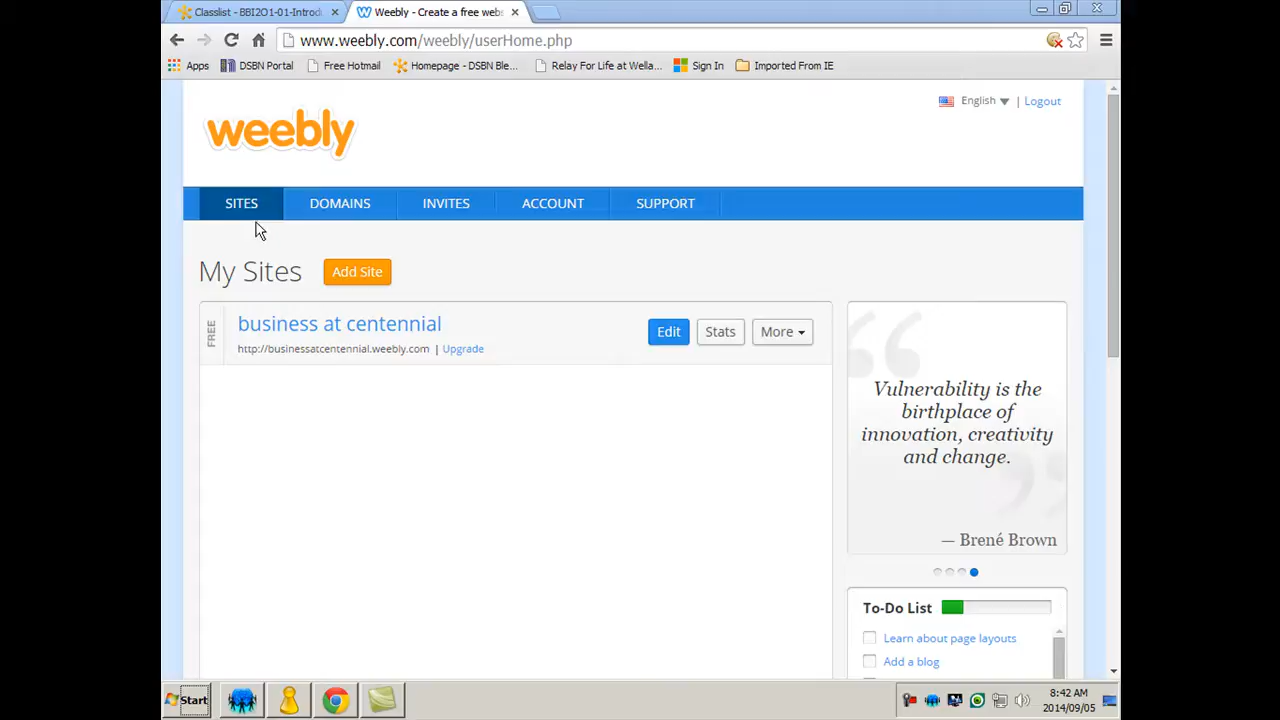 Classlist - BBI2O1-01-Introdu
Weebly - Create a free webs
www.weebly.com/weebly/userHome.php
Apps
DSBN Portal
Free Hotmail
Homepage - DSBN Ble...
Relay For Life at Wella...
Sign In
Imported From IE
English | Logout
weebly
SITES
DOMAINS
INVITES
ACCOUNT
SUPPORT
My Sites
Add Site
FREE
business at centennial
http://businessatcentennial.weebly.com | Upgrade
Edit
Stats
More
Vulnerability is the
birthplace of
innovation, creativity
and change.
— Brené Brown
To-Do List
Learn about page layouts
Add a blog
Start
8:42 AM
2014/09/05